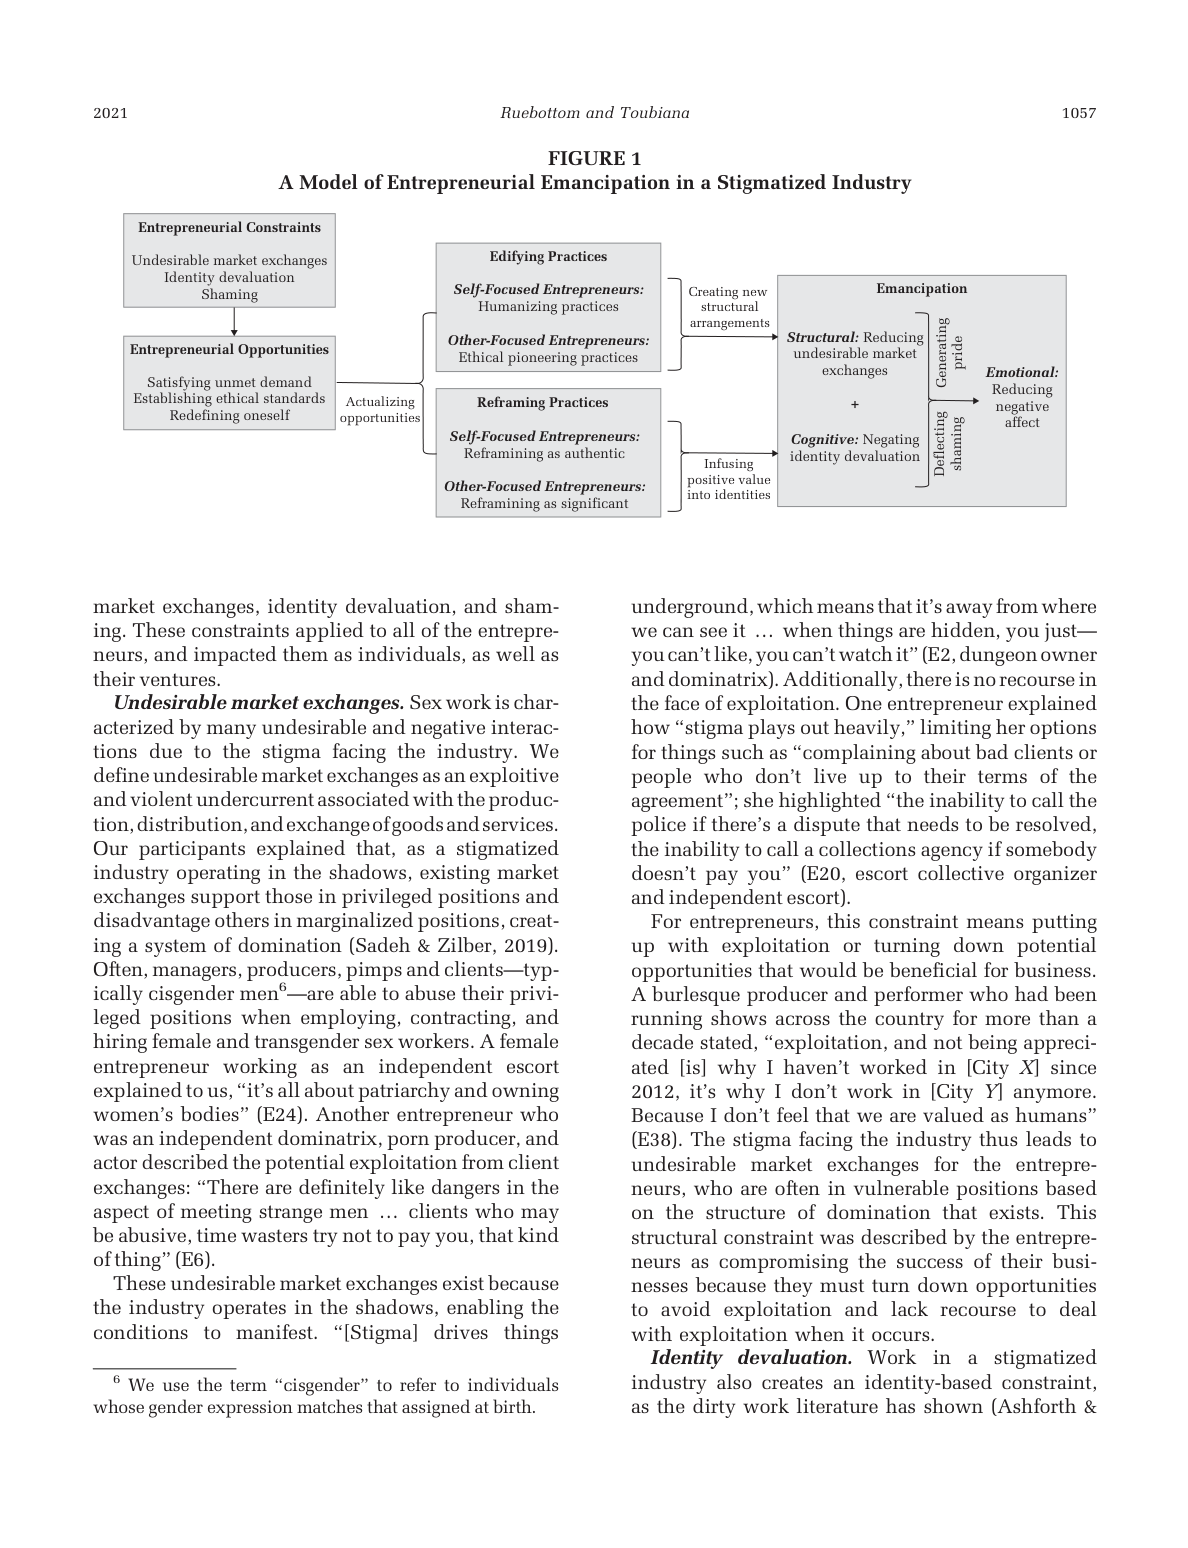 2021
Ruebottom and Toubiana
1057
FIGURE 1
A Model of Entrepreneurial Emancipation in a Stigmatized Industry
Entrepreneurial Constraints
Undesirable market exchanges
Identity devaluation
Shaming
Entrepreneurial Opportunities
Satisfying unmet demand
Establishing ethical standards
Redefining oneself
Actualizing
opportunities
Edifying Practices
Self-Focused Entrepreneurs:
Humanizing practices
Other-Focused Entrepreneurs:
Ethical pioneering practices
Reframing Practices
Self-Focused Entrepreneurs:
Reframining as authentic
Other-Focused Entrepreneurs:
Reframining as significant
Creating new
structural
arrangements
Infusing
positive value
into identities
Emancipation
Structural: Reducing
undesirable market
exchanges
+
Cognitive: Negating
identity devaluation
Generating
pride
Deflecting
shaming
Emotional:
Reducing
negative
affect
market exchanges, identity devaluation, and sham-
ing. These constraints applied to all of the entrepre-
neurs, and impacted them as individuals, as well as
their ventures.
Undesirable market exchanges. Sex work is char-
acterized by many undesirable and negative interac-
tions due to the stigma facing the industry. We
define undesirable market exchanges as an exploitive
and violent undercurrent associated with the produc-
tion, distribution, and exchange of goods and services.
Our participants explained that, as a stigmatized
industry operating in the shadows, existing market
exchanges support those in privileged positions and
disadvantage others in marginalized positions, creat-
ing a system of domination (Sadeh & Zilber, 2019).
Often, managers, producers, pimps and clients—typ-
ically cisgender men6—are able to abuse their privi-
leged positions when employing, contracting, and
hiring female and transgender sex workers. A female
entrepreneur working as an independent escort
explained to us, “it’s all about patriarchy and owning
women’s bodies” (E24). Another entrepreneur who
was an independent dominatrix, porn producer, and
actor described the potential exploitation from client
exchanges: “There are definitely like dangers in the
aspect of meeting strange men … clients who may
be abusive, time wasters try not to pay you, that kind
of thing” (E6).
These undesirable market exchanges exist because
the industry operates in the shadows, enabling the
conditions to manifest. “[Stigma] drives things
6 We use the term “cisgender” to refer to individuals
whose gender expression matches that assigned at birth.
underground, which means that it’s away from where
we can see it … when things are hidden, you just—
you can’t like, you can’t watch it” (E2, dungeon owner
and dominatrix). Additionally, there is no recourse in
the face of exploitation. One entrepreneur explained
how “stigma plays out heavily,” limiting her options
for things such as “complaining about bad clients or
people who don’t live up to their terms of the
agreement”; she highlighted “the inability to call the
police if there’s a dispute that needs to be resolved,
the inability to call a collections agency if somebody
doesn’t pay you” (E20, escort collective organizer
and independent escort).
For entrepreneurs, this constraint means putting
up with exploitation or turning down potential
opportunities that would be beneficial for business.
A burlesque producer and performer who had been
running shows across the country for more than a
decade stated, “exploitation, and not being appreci-
ated [is] why I haven’t worked in [City X] since
2012, it’s why I don’t work in [City Y] anymore.
Because I don’t feel that we are valued as humans”
(E38). The stigma facing the industry thus leads to
undesirable market exchanges for the entrepre-
neurs, who are often in vulnerable positions based
on the structure of domination that exists. This
structural constraint was described by the entrepre-
neurs as compromising the success of their busi-
nesses because they must turn down opportunities
to avoid exploitation and lack recourse to deal
with exploitation when it occurs.
Identity devaluation. Work in a stigmatized
industry also creates an identity-based constraint,
as the dirty work literature has shown (Ashforth &